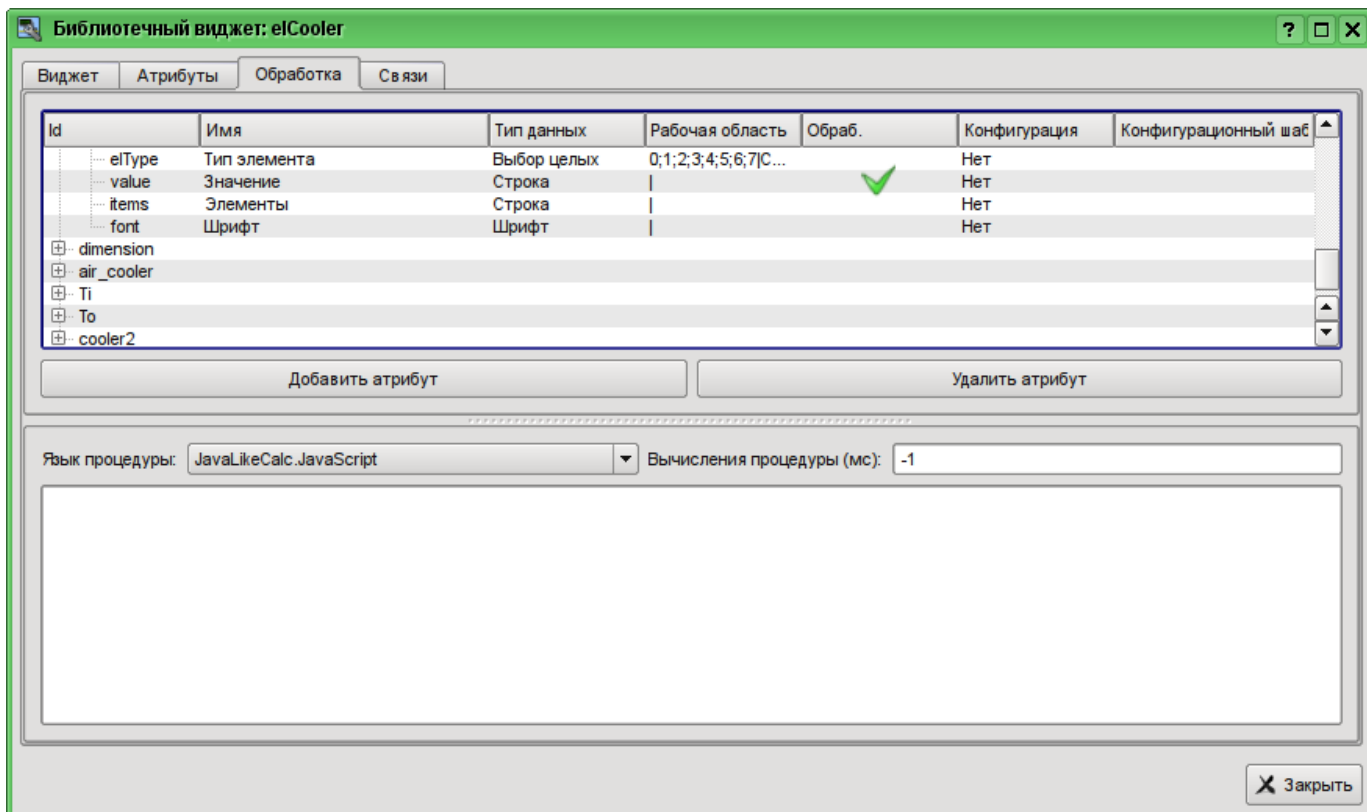 Библиотечный виджет: elCooler
Виджет Атрибуты Обработка Связи
Id Имя Тип данных Рабочая область Обраб. Конфигурация Конфигурационный шаб
elType Тип элемента Выбор целых 0;1;2;3;4;5;6;7|С... Нет
value Значение Строка | Нет
items Элементы Строка | Нет
font Шрифт Шрифт | Нет
dimension
air_cooler
Ti
To
cooler2
Добавить атрибут Удалить атрибут
Язык процедуры: JavaLikeCalc.JavaScript Вычисления процедуры (мс): -1
Закрыть